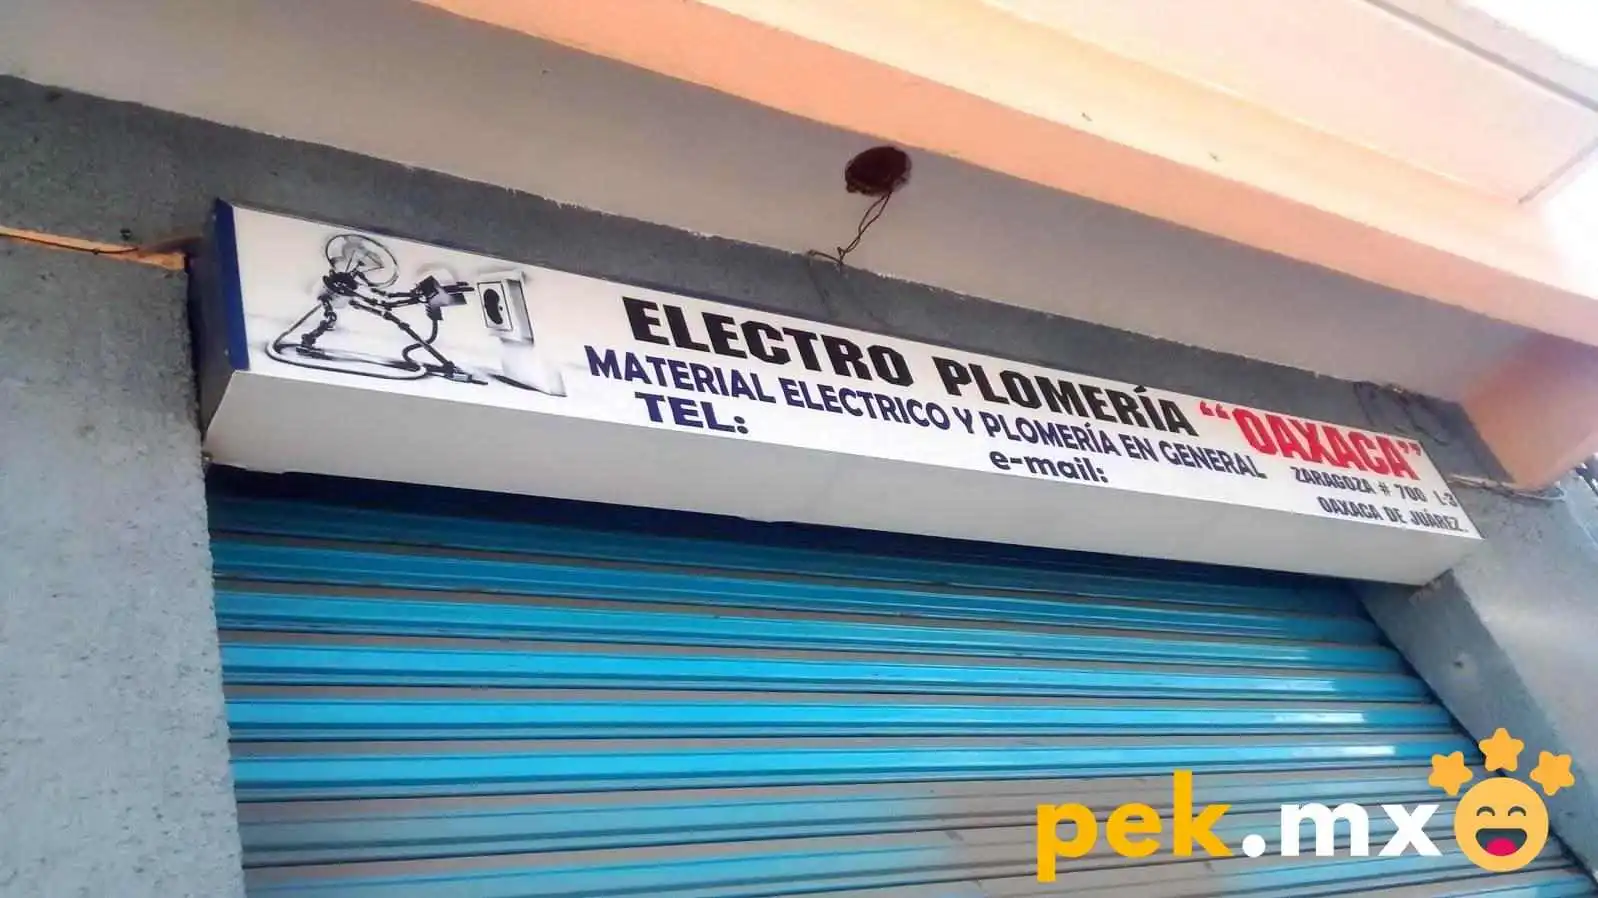 ELECTRO PLOMERÍA “OAXACA”
MATERIAL ELECTRICO Y PLOMERÍA EN GENERAL
TEL:
e-mail:
ZARAGOZA # 700 L-3
OAXACA DE JUÁREZ.
pek.mx